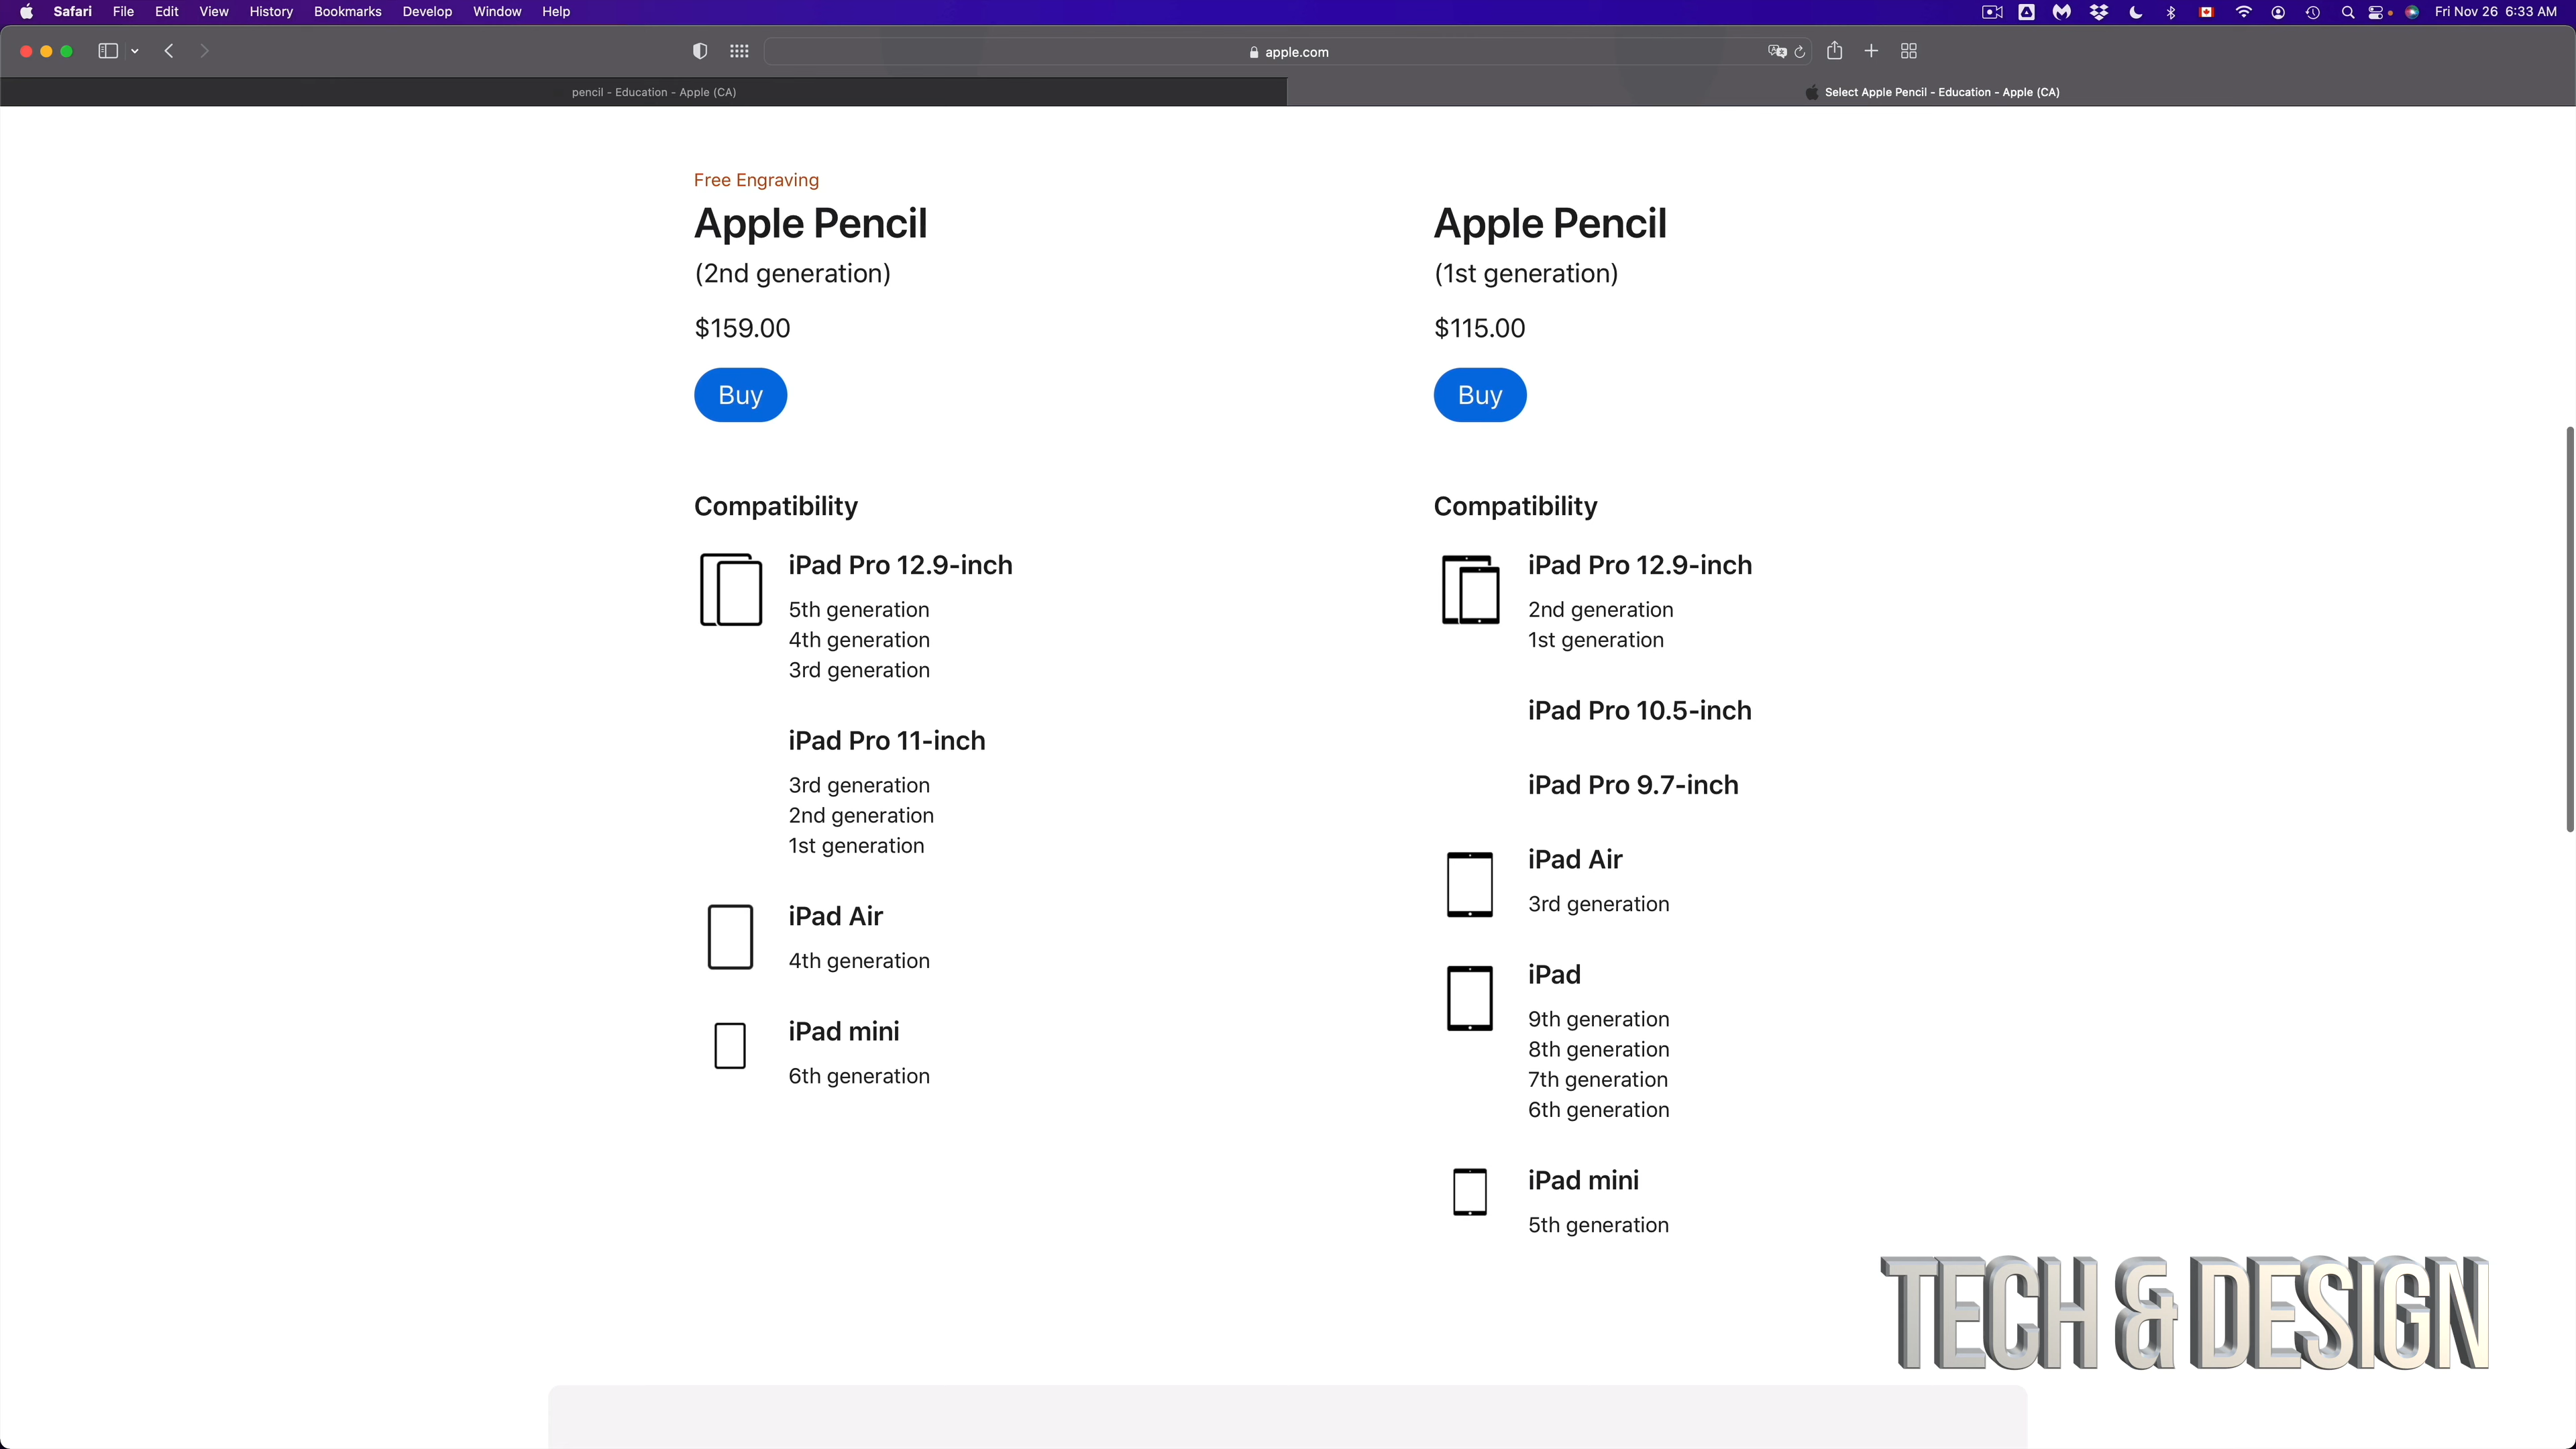 Safari File Edit View History Bookmarks Develop Window Help
Fri Nov 26 6:33 AM
apple.com
pencil - Education - Apple (CA)
Select Apple Pencil - Education - Apple (CA)
Free Engraving
Apple Pencil
(2nd generation)
$159.00
Buy
Compatibility
iPad Pro 12.9-inch
5th generation
4th generation
3rd generation
iPad Pro 11-inch
3rd generation
2nd generation
1st generation
iPad Air
4th generation
iPad mini
6th generation
Apple Pencil
(1st generation)
$115.00
Buy
Compatibility
iPad Pro 12.9-inch
2nd generation
1st generation
iPad Pro 10.5-inch
iPad Pro 9.7-inch
iPad Air
3rd generation
iPad
9th generation
8th generation
7th generation
6th generation
iPad mini
5th generation
TECH & DESIGN